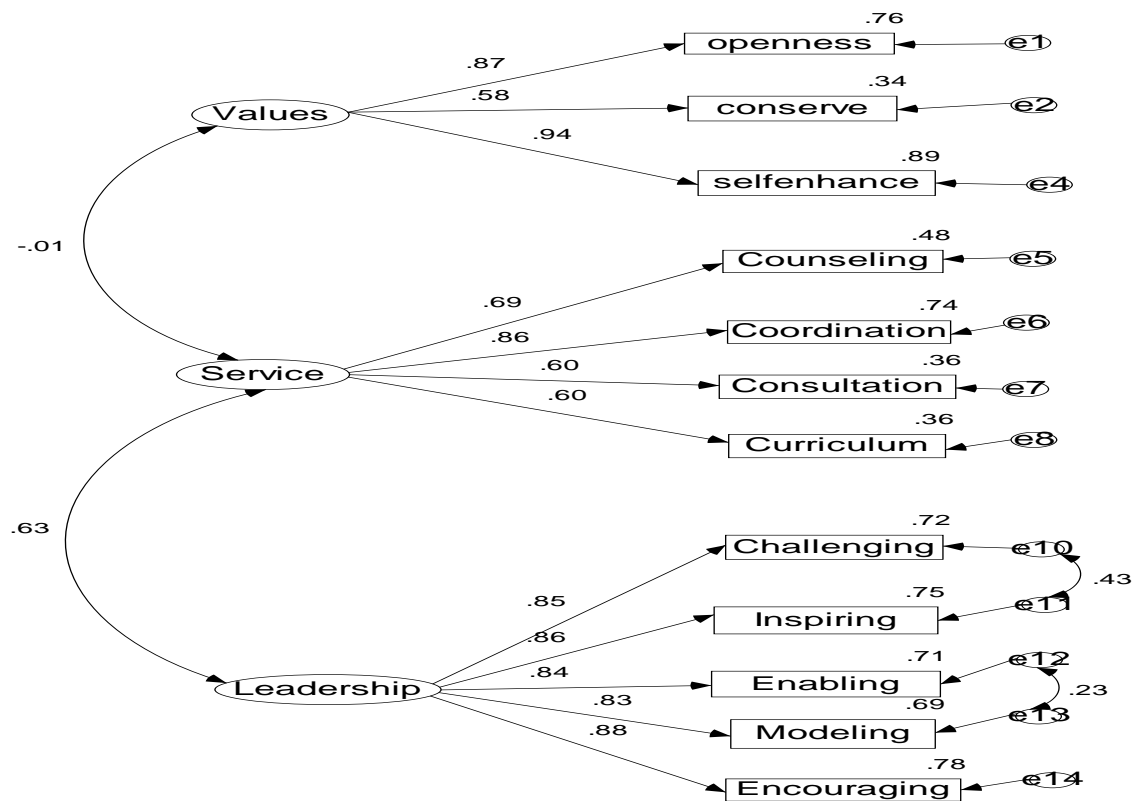 .76
openness
e1
.87
.34
.58
Values
conserve
e2
.94
.89
selfenhance
e4
-.01
.48
Counseling
e5
.69
.74
Coordination
e6
.86
.36
Service
.60
Consultation
e7
.60
.36
Curriculum
e8
.63
.72
Challenging
e10
.43
.85
.75
Inspiring
e11
.86
.71
e12
.84
Enabling
Leadership
.23
.83
.69
e13
.88
Modeling
.78
Encouraging
e14